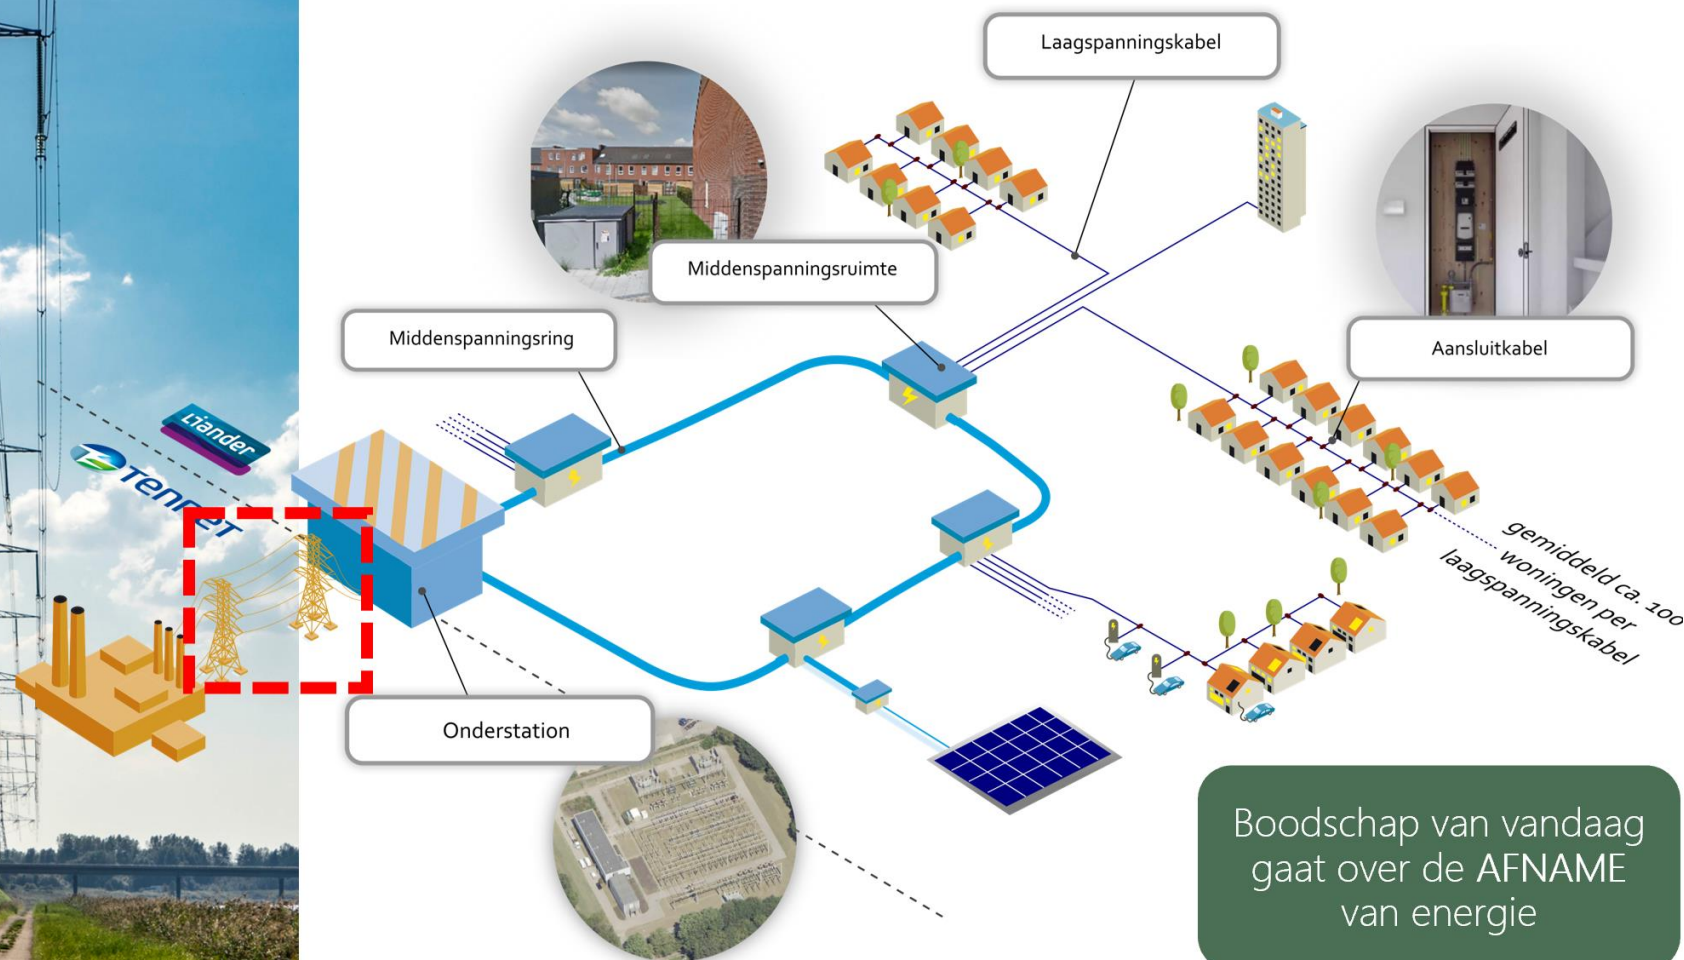 Laagspanningskabel
Middenspanningsruimte
Middenspanningsring
Aansluitkabel
Liander
TenneT
gemiddeld ca. 100
woningen per
laagspanningskabel
Onderstation
Boodschap van vandaag
gaat over de AFNAME
van energie